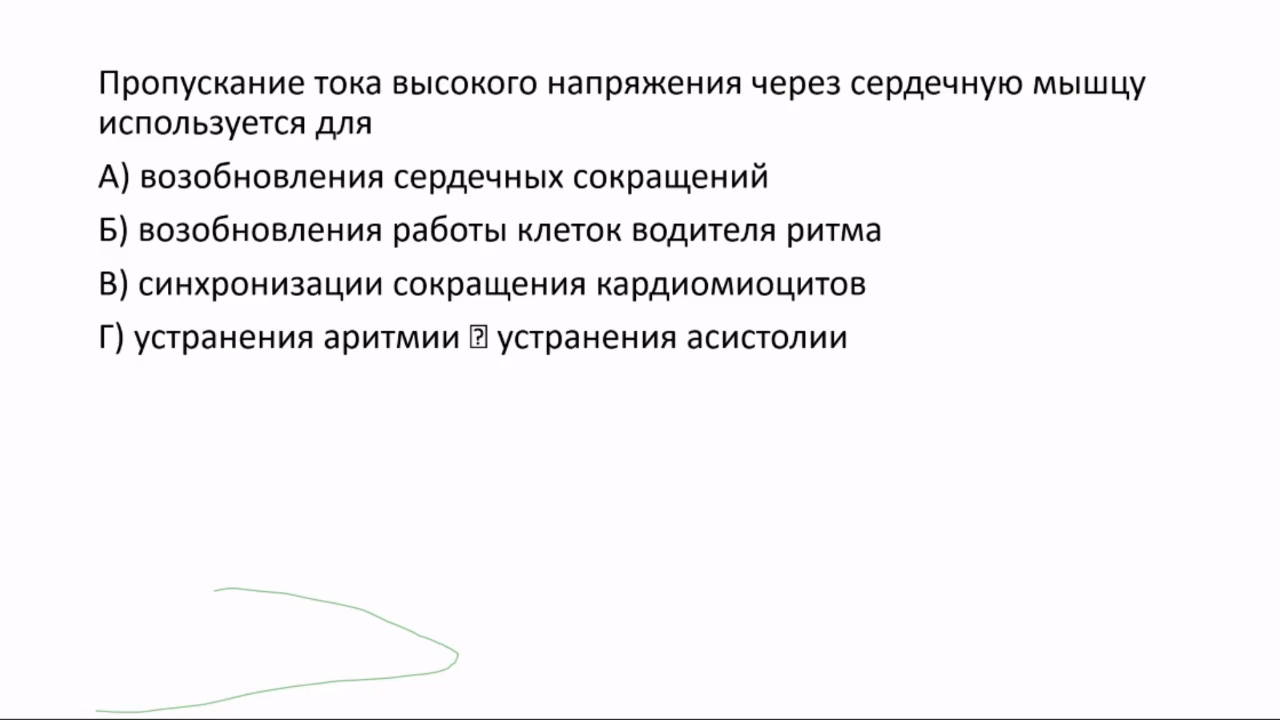 Пропускание тока высокого напряжения через сердечную мышцу
используется для
А) возобновления сердечных сокращений
Б) возобновления работы клеток водителя ритма
В) синхронизации сокращения кардиомиоцитов
Г) устранения аритмии ⍰ устранения асистолии